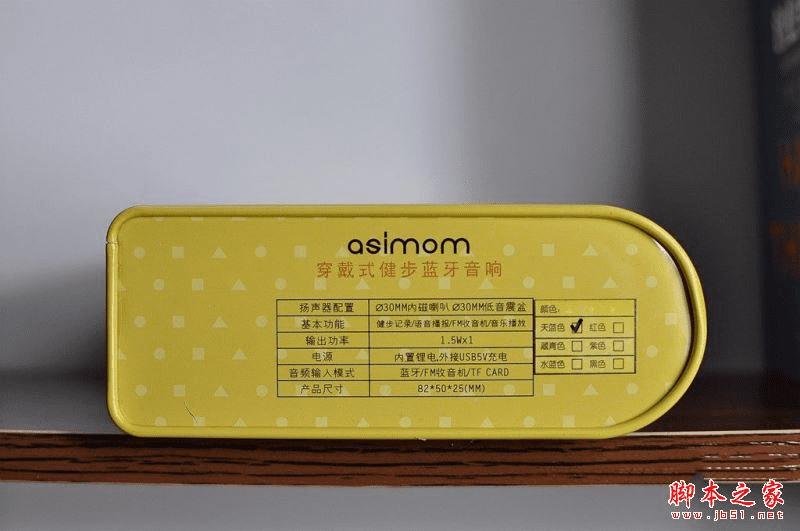 asimom
穿戴式健步蓝牙音响
扬声器配置 Ø30MM内磁喇叭 Ø30MM低音震盆
基本功能 健步记录/语音播报/FM收音机/音乐播放
输出功率 1.5Wx1
电源 内置锂电,外接USB5V充电
音频输入模式 蓝牙/FM收音机/TF CARD
产品尺寸 82*50*25(MM)
颜色:
天蓝色 红色
藏青色 紫色
水蓝色 黑色
脚本之家
www.jb51.net